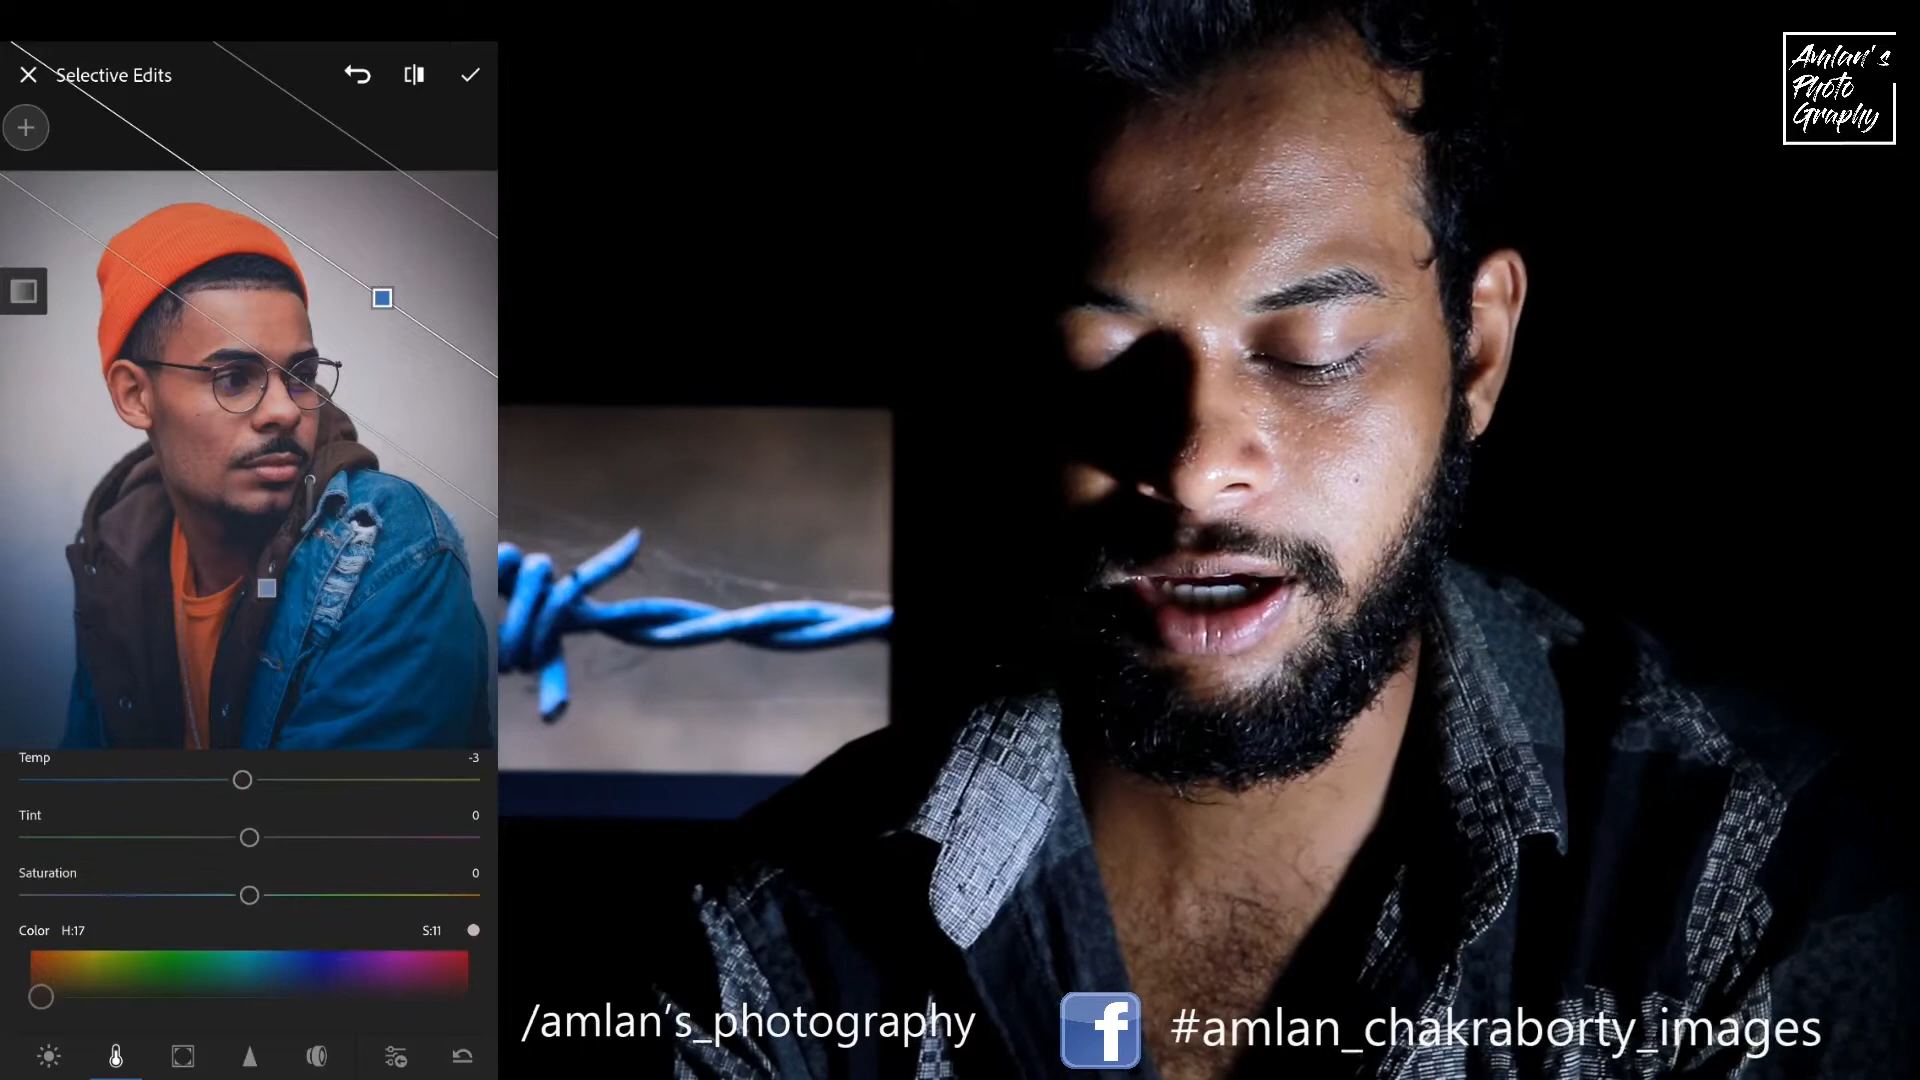 Selective Edits
Amlan's
Photo
Graphy
Temp -3
Tint 0
Saturation 0
Color H:17 S:11
/amlan’s_photography
f #amlan_chakraborty_images